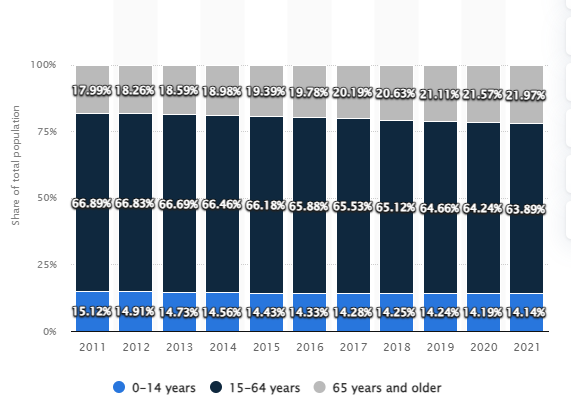 100%
17.99% 18.26% 18.59% 18.98% 19.39% 19.78% 20.19% 20.63% 21.11% 21.57% 21.97%
75%
Share of total population
66.89% 66.83% 66.69% 66.46% 66.18% 65.88% 65.53% 65.12% 64.66% 64.24% 63.89%
50%
25%
15.12% 14.91% 14.73% 14.56% 14.43% 14.33% 14.28% 14.25% 14.24% 14.19% 14.14%
0%
2011 2012 2013 2014 2015 2016 2017 2018 2019 2020 2021
0-14 years 15-64 years 65 years and older